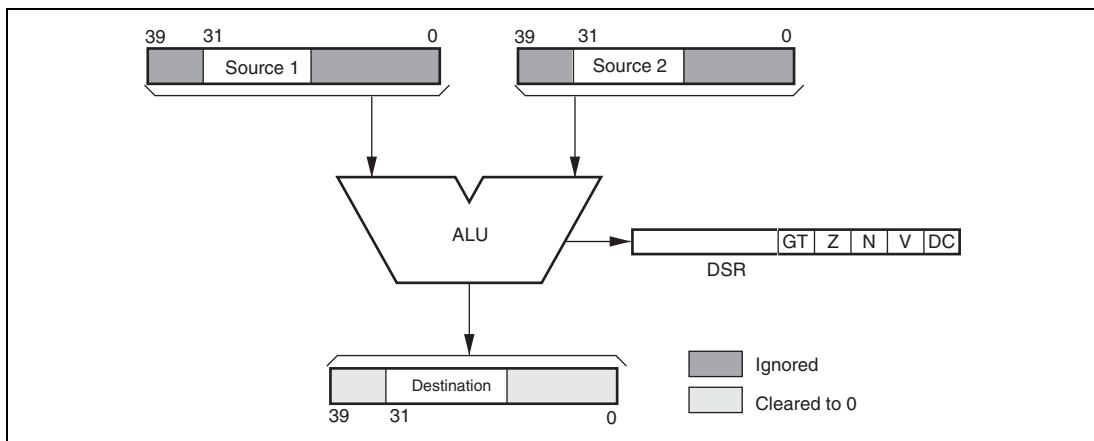 39 31 0
Source 1
39 31 0
Source 2
ALU
GT Z N V DC
DSR
Destination
39 31 0
Ignored
Cleared to 0